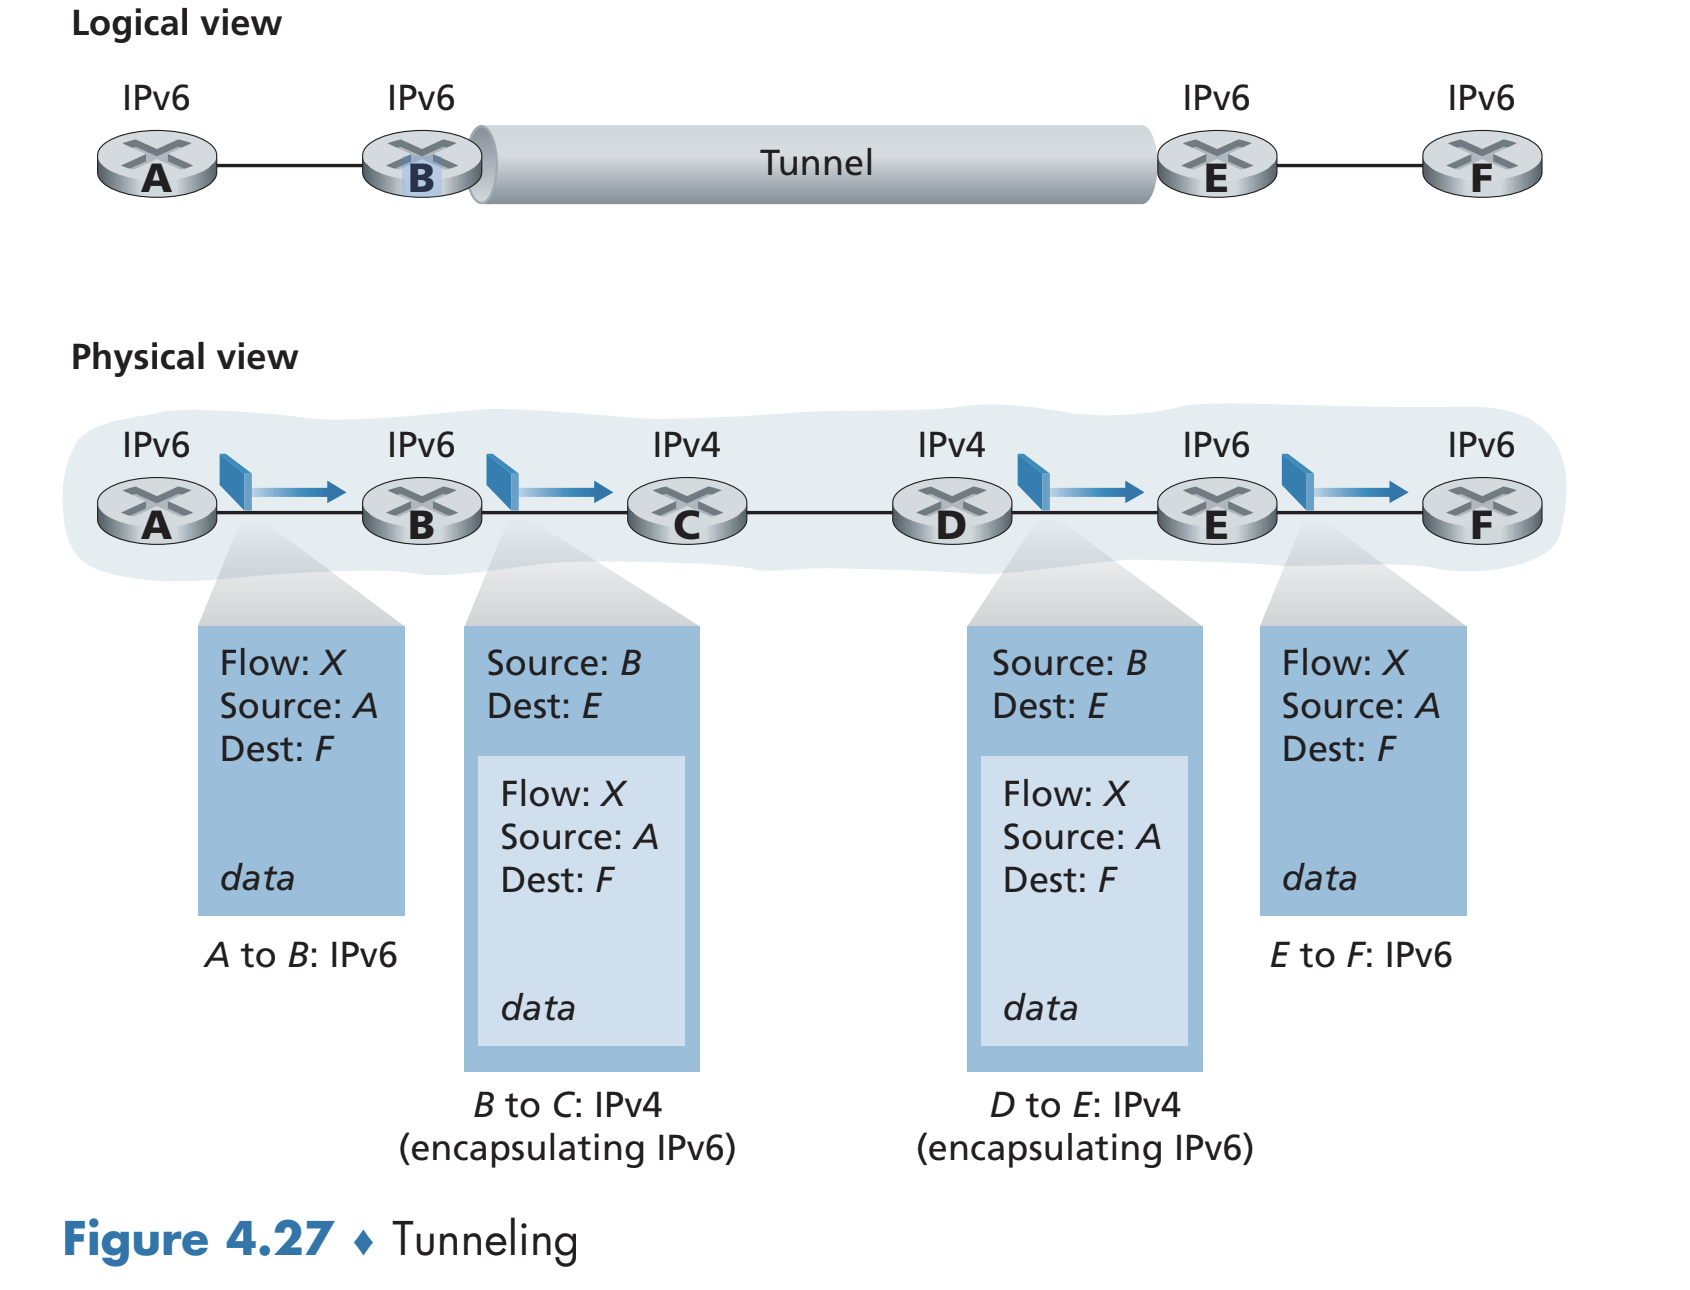 Logical view
IPv6 IPv6 IPv6 IPv6
A B Tunnel E F
Physical view
IPv6 IPv6 IPv4 IPv4 IPv6 IPv6
A B C D E F
Flow: X
Source: A
Dest: F
data
A to B: IPv6
Source: B
Dest: E
Flow: X
Source: A
Dest: F
data
B to C: IPv4
(encapsulating IPv6)
Source: B
Dest: E
Flow: X
Source: A
Dest: F
data
D to E: IPv4
(encapsulating IPv6)
Flow: X
Source: A
Dest: F
data
E to F: IPv6
Figure 4.27 ♦ Tunneling